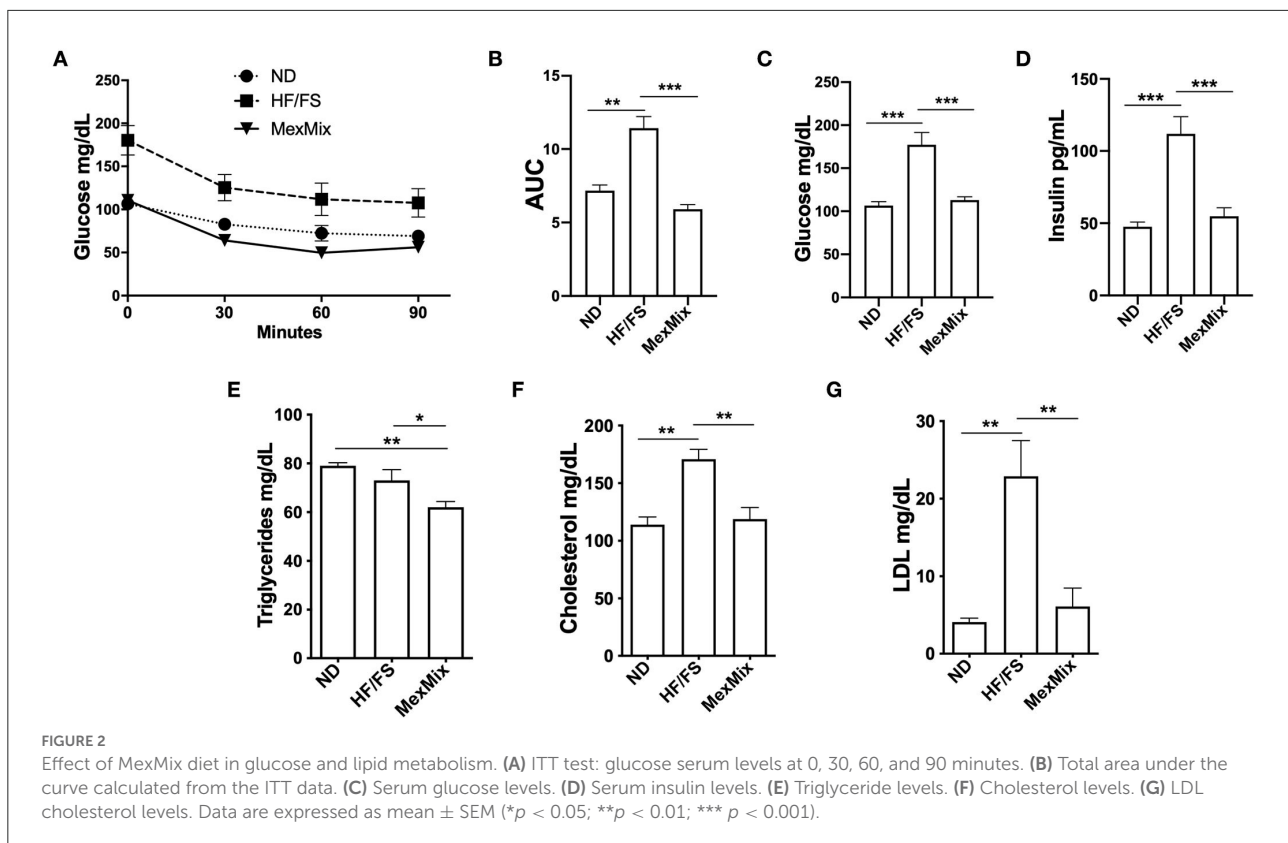 A
ND
HF/FS
MexMix
Glucose mg/dL
250
200
150
100
50
0
0 30 60 90
Minutes
B
AUC
15
10
5
0
** ***
ND HF/FS MexMix
C
Glucose mg/dL
250
200
150
100
50
0
*** ***
ND HF/FS MexMix
D
Insulin pg/mL
150
100
50
0
*** ***
ND HF/FS MexMix
E
Triglycerides mg/dL
100
80
60
40
20
0
*
**
ND HF/FS MexMix
F
Cholesterol mg/dL
200
150
100
50
0
** **
ND HF/FS MexMix
G
LDL mg/dL
30
20
10
0
** **
ND HF/FS MexMix
FIGURE 2
Effect of MexMix diet in glucose and lipid metabolism. (A) ITT test: glucose serum levels at 0, 30, 60, and 90 minutes. (B) Total area under the
curve calculated from the ITT data. (C) Serum glucose levels. (D) Serum insulin levels. (E) Triglyceride levels. (F) Cholesterol levels. (G) LDL
cholesterol levels. Data are expressed as mean ± SEM (*p < 0.05; **p < 0.01; *** p < 0.001).